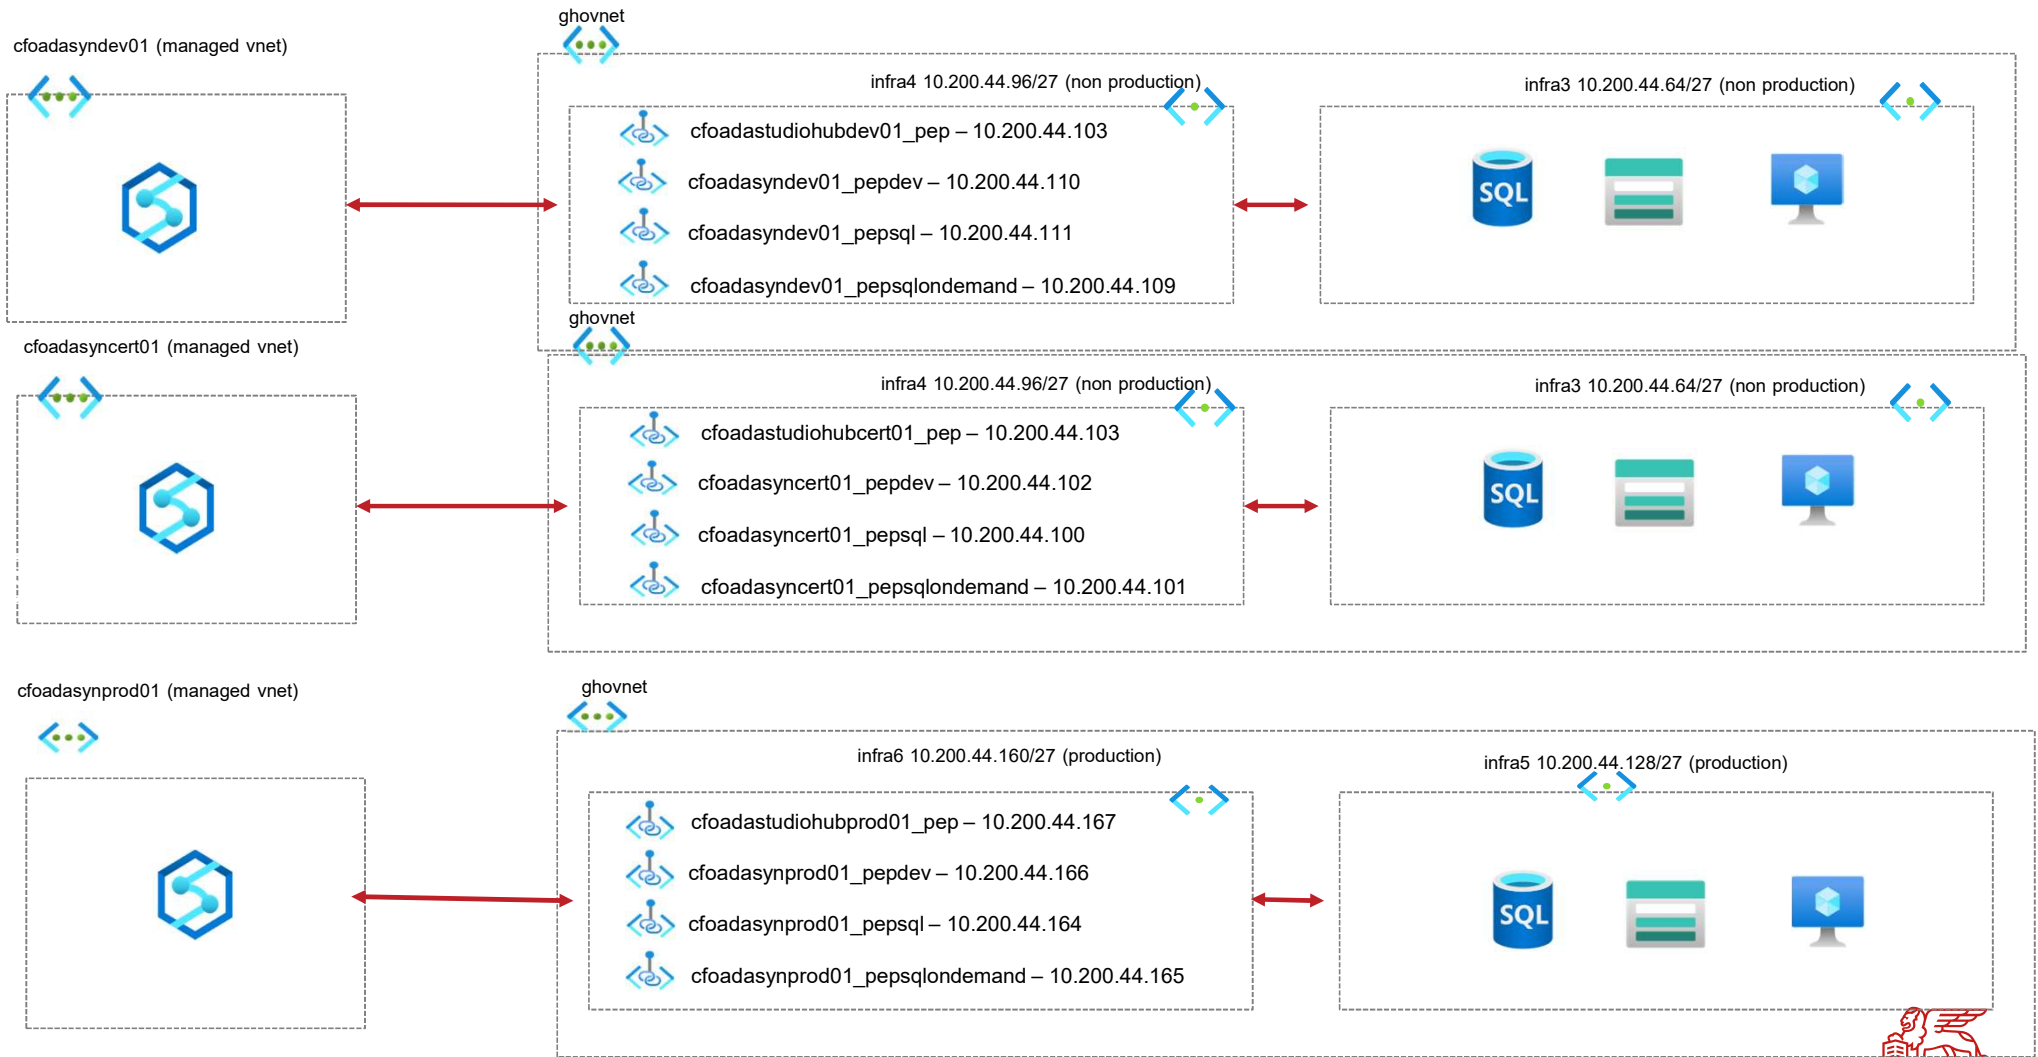 cfoadasyndev01 (managed vnet)
ghovnet
infra4 10.200.44.96/27 (non production)
infra3 10.200.44.64/27 (non production)
cfoadastudiohubdev01_pep – 10.200.44.103
cfoadasyndev01_pepdev – 10.200.44.110
cfoadasyndev01_pepsql – 10.200.44.111
cfoadasyndev01_pepsqlondemand – 10.200.44.109
SQL
cfoadasyncert01 (managed vnet)
ghovnet
infra4 10.200.44.96/27 (non production)
infra3 10.200.44.64/27 (non production)
cfoadastudiohubcert01_pep – 10.200.44.103
cfoadasyncert01_pepdev – 10.200.44.102
cfoadasyncert01_pepsql – 10.200.44.100
cfoadasyncert01_pepsqlondemand – 10.200.44.101
SQL
cfoadasynprod01 (managed vnet)
ghovnet
infra6 10.200.44.160/27 (production)
infra5 10.200.44.128/27 (production)
cfoadastudiohubprod01_pep – 10.200.44.167
cfoadasynprod01_pepdev – 10.200.44.166
cfoadasynprod01_pepsql – 10.200.44.164
cfoadasynprod01_pepsqlondemand – 10.200.44.165
SQL